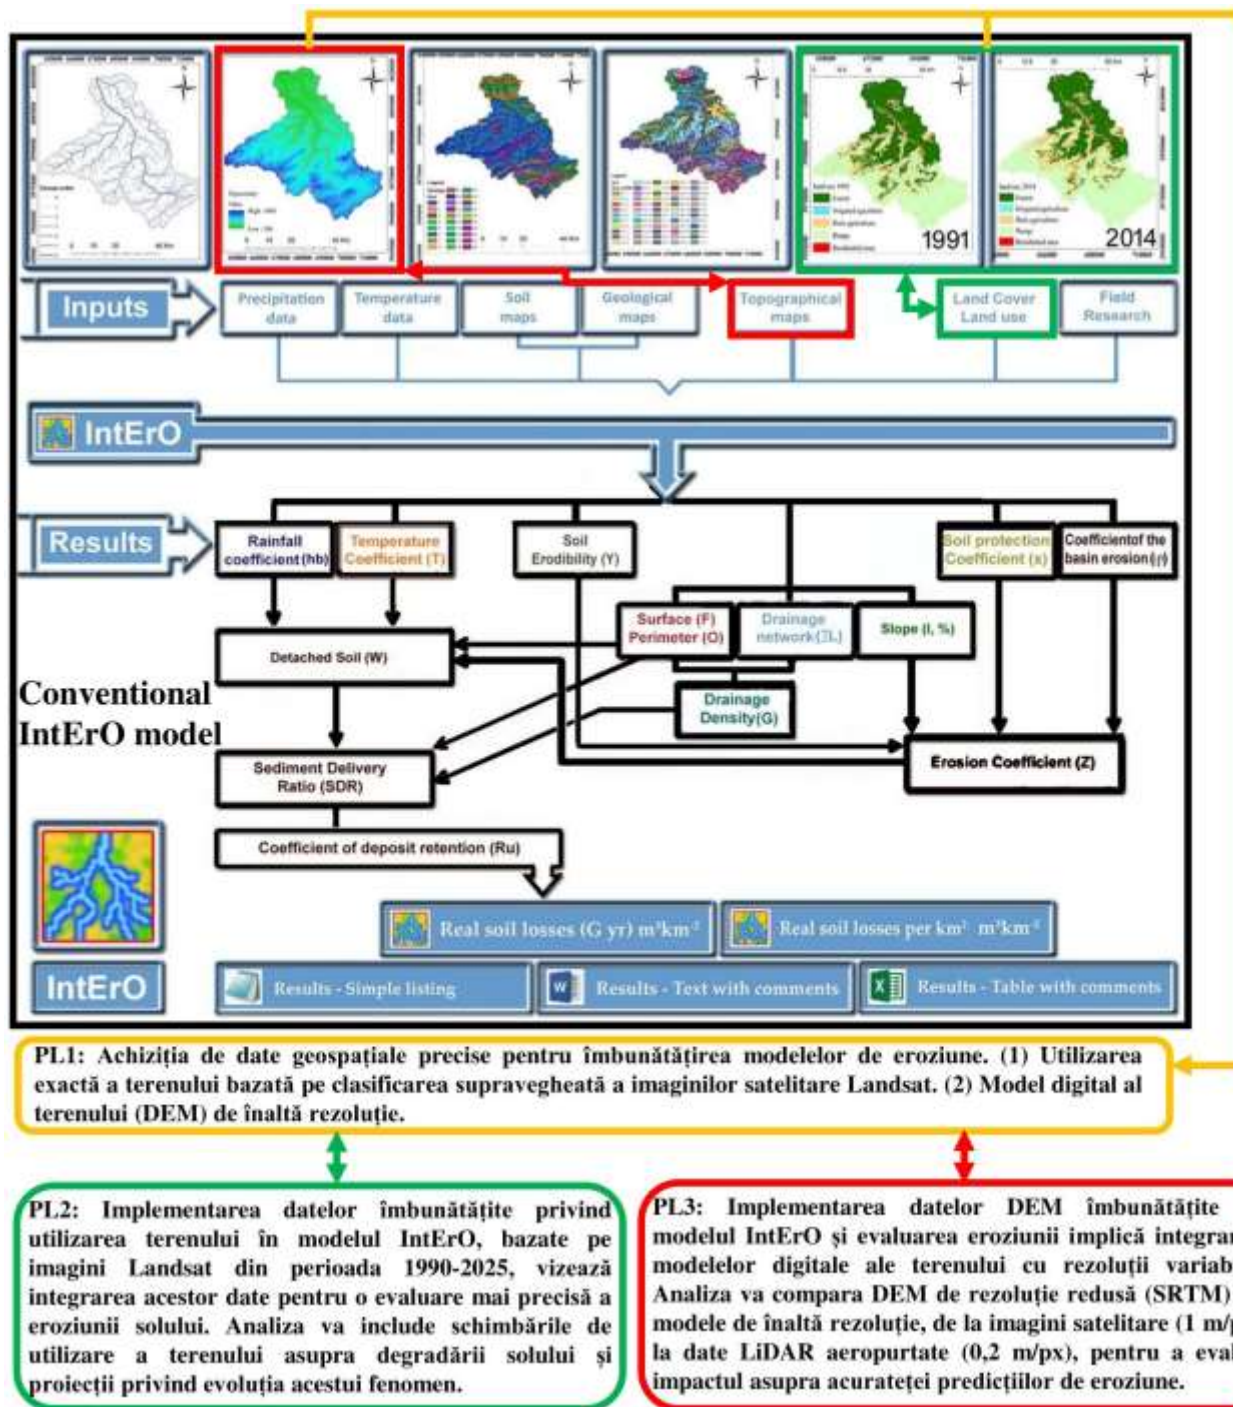 1991
2014
Inputs
Precipitation
data
Temperature
data
Soil
maps
Geological
maps
Topographical
maps
Land Cover
Land use
Field
Research
IntErO
Results
Rainfall
coefficient (hb)
Temperature
Coefficient (T)
Soil
Erodibility (Y)
Soil protection
Coefficient (x)
Coefficientof the
basin erosion(φ)
Surface (F)
Perimeter (O)
Drainage
Slope (I, %)
Detached Soil (W)
Drainage
Density(G)
Conventional
IntErO model
Sediment Delivery
Ratio (SDR)
Erosion Coefficient (Z)
Coefficient of deposit retention (Ru)
Real soil losses (G yr) m³km⁻²
Real soil losses per km² m³km⁻²
IntErO
Results - Simple listing
Results - Text with comments
Results - Table with comments
PL1: Achiziția de date geospațiale precise pentru îmbunătățirea modelelor de eroziune. (1) Utilizarea
exactă a terenului bazată pe clasificarea supravegheată a imaginilor satelitare Landsat. (2) Model digital al
terenului (DEM) de înaltă rezoluție.
PL2: Implementarea datelor îmbunătățite privind
utilizarea terenului în modelul IntErO, bazate pe
imagini Landsat din perioada 1990-2025, vizează
integrarea acestor date pentru o evaluare mai precisă a
eroziunii solului. Analiza va include schimbările de
utilizare a terenului asupra degradării solului și
proiecții privind evoluția acestui fenomen.
PL3: Implementarea datelor DEM îmbunătățite
modelul IntErO și evaluarea eroziunii implică integrar
modelelor digitale ale terenului cu rezoluții variab
Analiza va compara DEM de rezoluție redusă (SRTM)
modele de înaltă rezoluție, de la imagini satelitare (1 m/p
la date LiDAR aeropurtate (0,2 m/px), pentru a eval
impactul asupra acurateței predicțiilor de eroziune.